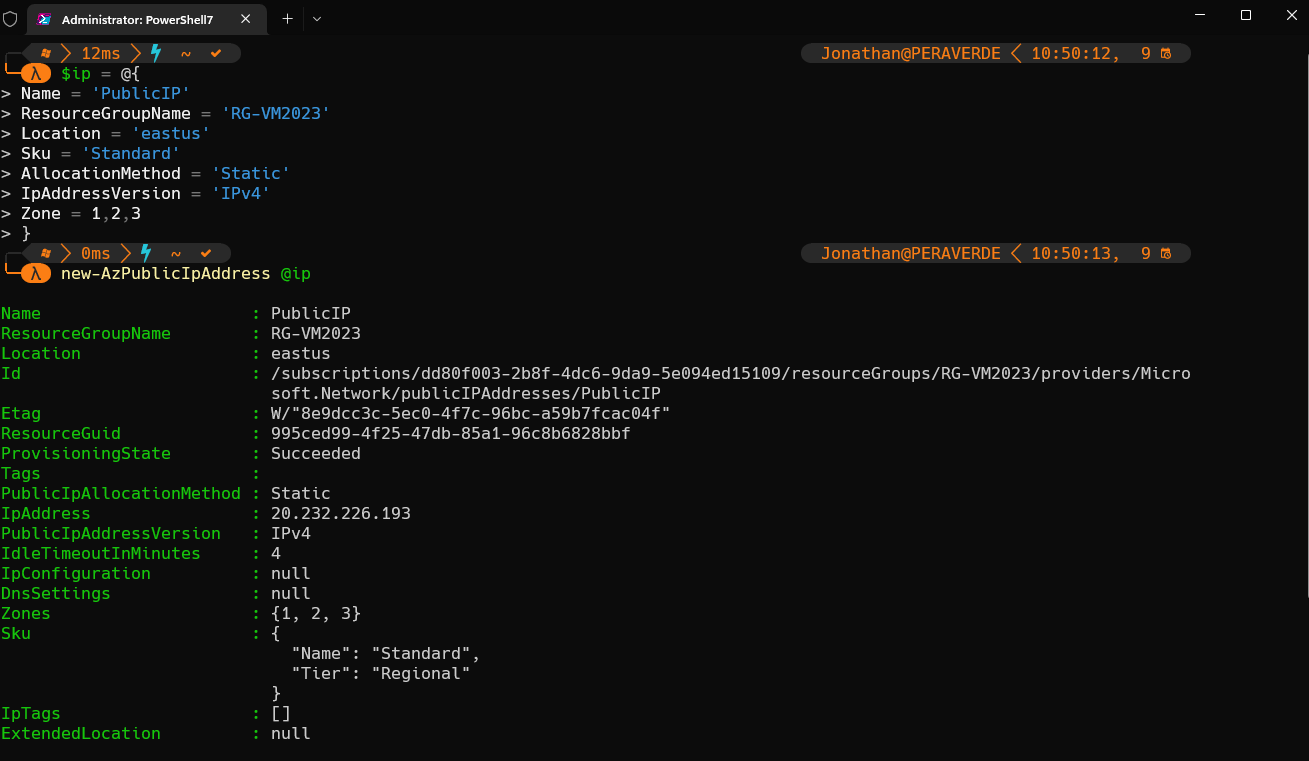 Administrator: PowerShell7
12ms ~ Jonathan@PERAVERDE 10:50:12, 9
λ $ip = @{
> Name = 'PublicIP'
> ResourceGroupName = 'RG-VM2023'
> Location = 'eastus'
> Sku = 'Standard'
> AllocationMethod = 'Static'
> IpAddressVersion = 'IPv4'
> Zone = 1,2,3
> }
0ms ~ Jonathan@PERAVERDE 10:50:13, 9
λ new-AzPublicIpAddress @ip
Name : PublicIP
ResourceGroupName : RG-VM2023
Location : eastus
Id : /subscriptions/dd80f003-2b8f-4dc6-9da9-5e094ed15109/resourceGroups/RG-VM2023/providers/Micro
soft.Network/publicIPAddresses/PublicIP
Etag : W/"8e9dcc3c-5ec0-4f7c-96bc-a59b7fcac04f"
ResourceGuid : 995ced99-4f25-47db-85a1-96c8b6828bbf
ProvisioningState : Succeeded
Tags :
PublicIpAllocationMethod : Static
IpAddress : 20.232.226.193
PublicIpAddressVersion : IPv4
IdleTimeoutInMinutes : 4
IpConfiguration : null
DnsSettings : null
Zones : {1, 2, 3}
Sku : {
"Name": "Standard",
"Tier": "Regional"
}
IpTags : []
ExtendedLocation : null